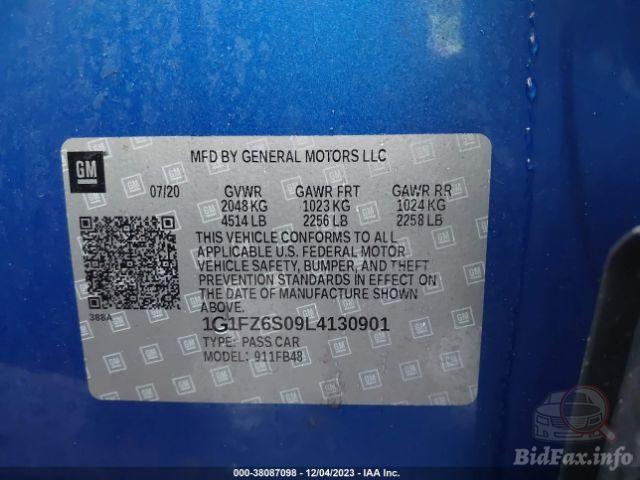 GM
MFD BY GENERAL MOTORS LLC
07/20 GVWR GAWR FRT GAWR RR
2048 KG 1023 KG 1024 KG
4514 LB 2256 LB 2258 LB
THIS VEHICLE CONFORMS TO ALL
APPLICABLE U.S. FEDERAL MOTOR
VEHICLE SAFETY, BUMPER, AND THEFT
PREVENTION STANDARDS IN EFFECT ON
THE DATE OF MANUFACTURE SHOWN
ABOVE.
388A
1G1FZ6S09L4130901
TYPE: PASS CAR
MODEL: 911FB48
BidFax.info
000-38087098 - 12/04/2023 - IAA Inc.